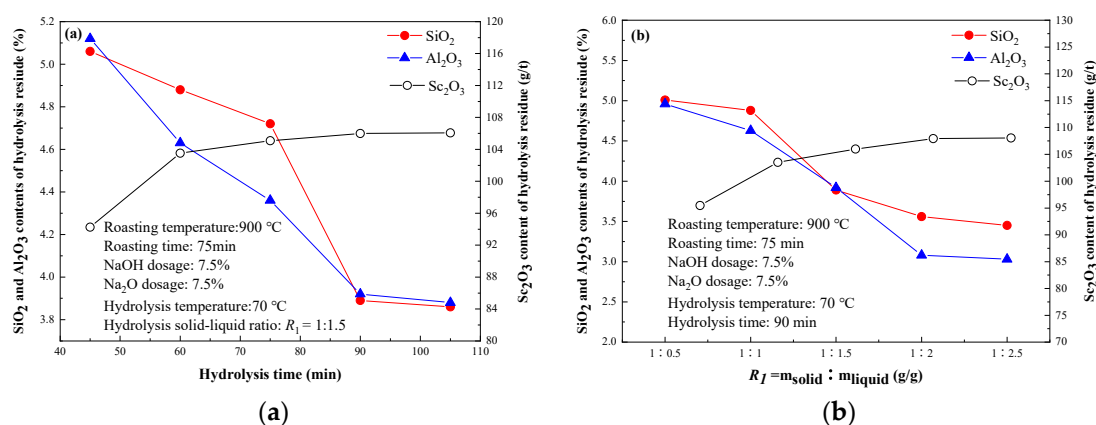 (a)
SiO2
Al2O3
Sc2O3
SiO2 and Al2O3 contents of hydrolysis resiude (%)
5.2
5.0
4.8
4.6
4.4
4.2
4.0
3.8
Sc2O3 content of hydrolysis residue (g/t)
120
116
112
108
104
100
96
92
88
84
80
Roasting temperature:900 °C
Roasting time: 75min
NaOH dosage: 7.5%
Na2O dosage: 7.5%
Hydrolysis temperature:70 °C
Hydrolysis solid-liquid ratio: R1 = 1:1.5
40 50 60 70 80 90 100 110
Hydrolysis time (min)
(a)
(b)
SiO2
Al2O3
Sc2O3
SiO2 and Al2O3 contents of hydrolysis resiude (%)
6.0
5.5
5.0
4.5
4.0
3.5
3.0
2.5
2.0
Sc2O3 content of hydrolysis residue (g/t)
130
125
120
115
110
105
100
95
90
85
80
75
70
Roasting temperature: 900 °C
Roasting time: 75 min
NaOH dosage: 7.5%
Na2O dosage: 7.5%
Hydrolysis temperature: 70 °C
Hydrolysis time: 90 min
1：0.5 1：1 1：1.5 1：2 1：2.5
R1 =msolid：mliquid (g/g)
(b)